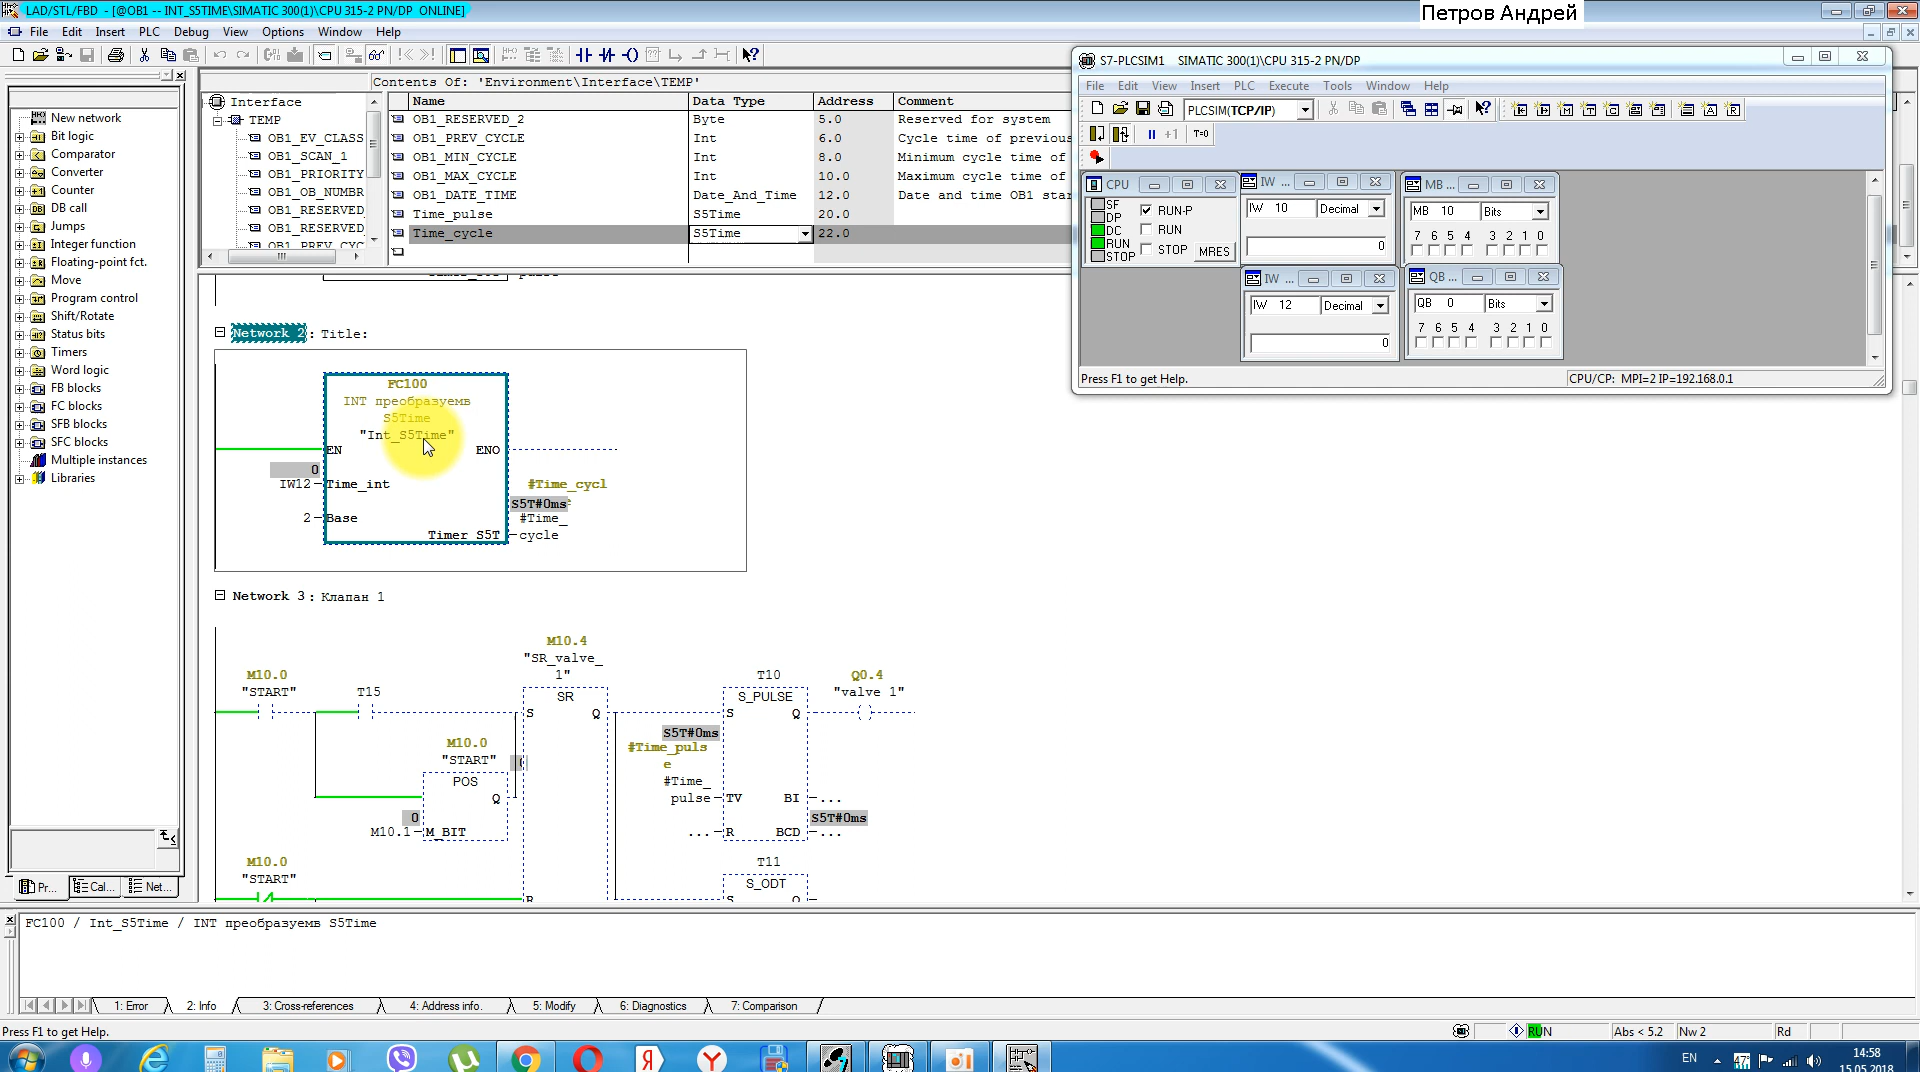 LAD/STL/FBD - [@OB1 -- INT_S5TIME\SIMATIC 300(1)\CPU 315-2 PN/DP ONLINE]
Петров Андрей
File Edit Insert PLC Debug View Options Window Help
Contents Of: 'Environment\Interface\TEMP'
New network
Bit logic
Comparator
Converter
Counter
DB call
Jumps
Integer function
Floating-point fct.
Move
Program control
Shift/Rotate
Status bits
Timers
Word logic
FB blocks
FC blocks
SFB blocks
SFC blocks
Multiple instances
Libraries
Pr... Cal... Net...
Interface
TEMP
OB1_EV_CLASS
OB1_SCAN_1
OB1_PRIORITY
OB1_OB_NUMBR
OB1_RESERVED
OB1_RESERVED
OB1_PREV_CYC
Name Data Type Address Comment
OB1_RESERVED_2 Byte 5.0 Reserved for system
OB1_PREV_CYCLE Int 6.0 Cycle time of previous
OB1_MIN_CYCLE Int 8.0 Minimum cycle time of
OB1_MAX_CYCLE Int 10.0 Maximum cycle time of
OB1_DATE_TIME Date_And_Time 12.0 Date and time OB1 star
Time_pulse S5Time 20.0
Time_cycle S5Time 22.0
S7-PLCSIM1 SIMATIC 300(1)\CPU 315-2 PN/DP
File Edit View Insert PLC Execute Tools Window Help
PLCSIM(TCP/IP)
+1 T=0
CPU
SF
DP
DC
RUN
STOP
RUN-P
RUN
STOP MRES
IW ...
IW 10 Decimal
0
MB ...
MB 10 Bits
7 6 5 4 3 2 1 0
IW ...
IW 12 Decimal
0
QB ...
QB 0 Bits
7 6 5 4 3 2 1 0
Press F1 to get Help.
CPU/CP: MPI=2 IP=192.168.0.1
Network 2 : Title:
FC100
INT преобразуемв
S5Time
"Int_S5Time"
EN ENO
0
IW12 Time_int
2 Base
Timer S5T
#Time_cycl
e
S5T#0ms
#Time_
cycle
Network 3 : Клапан 1
M10.4
"SR_valve_
1"
M10.0
"START"
T15
SR
S Q
M10.0
"START"
POS
Q
0
M10.1 M_BIT
M10.0
"START"
R
T10
S_PULSE
S Q
S5T#0ms
#Time_puls
e
#Time_
pulse TV BI ...
S5T#0ms
... R BCD ...
Q0.4
"valve 1"
T11
S_ODT
S Q
FC100 / Int_S5Time / INT преобразуемв S5Time
1: Error 2: Info 3: Cross-references 4: Address info. 5: Modify 6: Diagnostics 7: Comparison
Press F1 to get Help.
RUN Abs < 5.2 Nw 2 Rd
EN 47° 14:58
15.05.2018